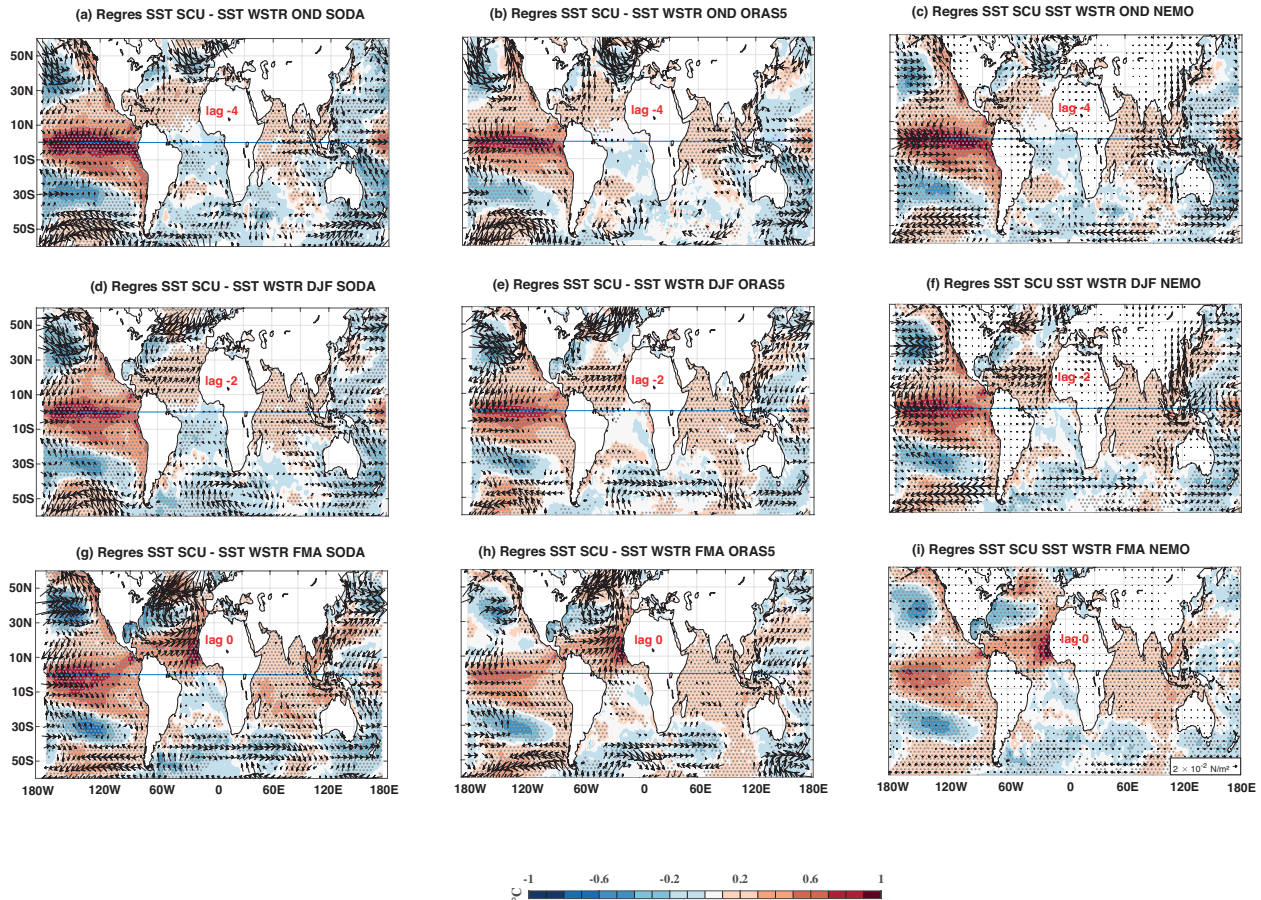 (a) Regres SST SCU - SST WSTR OND SODA
(b) Regres SST SCU - SST WSTR OND ORAS5
(c) Regres SST SCU SST WSTR OND NEMO
50N
30N
10N
10S
30S
50S
lag -4
lag -4
lag -4
(d) Regres SST SCU - SST WSTR DJF SODA
(e) Regres SST SCU - SST WSTR DJF ORAS5
(f) Regres SST SCU SST WSTR DJF NEMO
50N
30N
10N
10S
30S
50S
lag -2
lag -2
lag -2
(g) Regres SST SCU - SST WSTR FMA SODA
(h) Regres SST SCU - SST WSTR FMA ORAS5
(i) Regres SST SCU SST WSTR FMA NEMO
50N
30N
10N
10S
30S
50S
lag 0
lag 0
lag 0
2 × 10⁻² N/m²
180W 120W 60W 0 60E 120E 180E
180W 120W 60W 0 60E 120E 180E
180W 120W 60W 0 60E 120E 180E
-1 -0.6 -0.2 0.2 0.6 1
°C